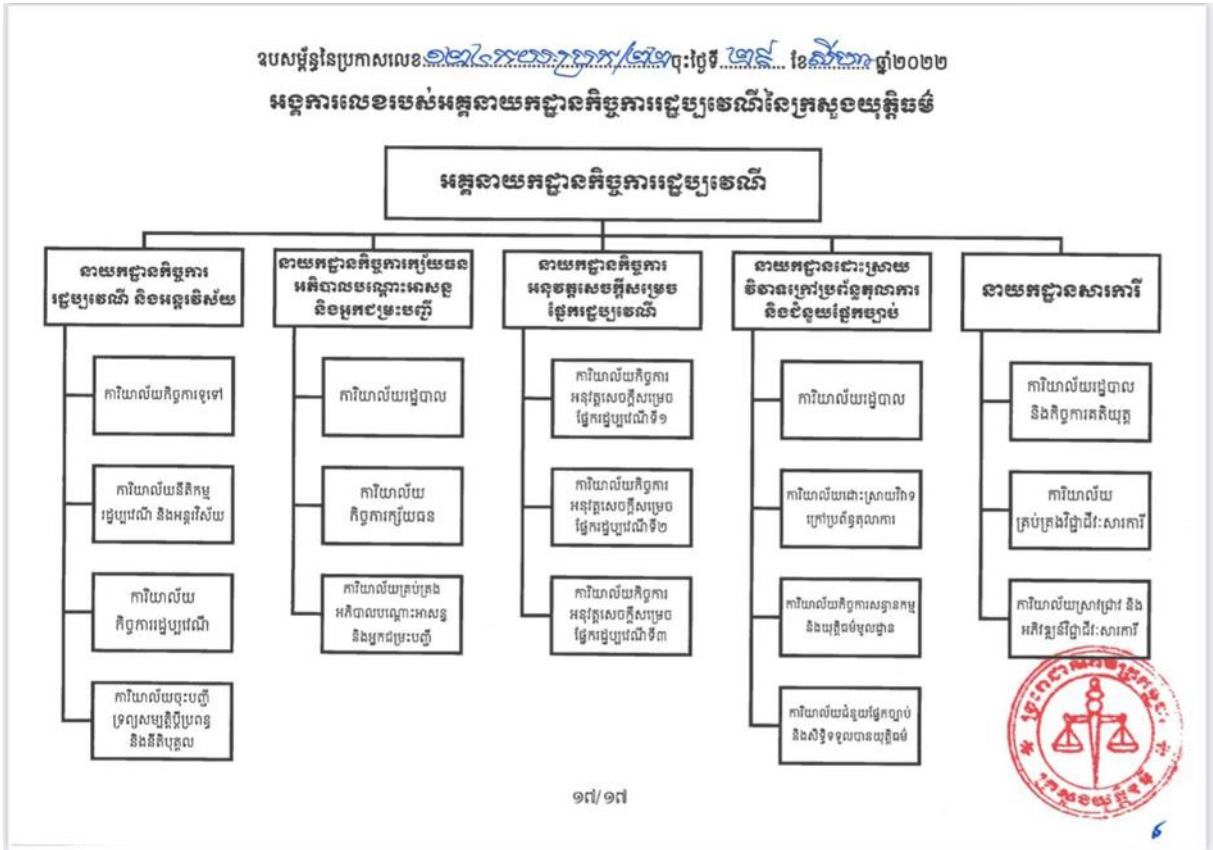 ឧបសម្ព័ន្ធនៃប្រកាសលេខ ចុះថ្ងៃទី ២៩ ខែ សីហា ឆ្នាំ២០២២
អង្គការលេខរបស់អគ្គនាយកដ្ឋានកិច្ចការរដ្ឋប្បវេណីនៃក្រសួងយុត្តិធម៌
អគ្គនាយកដ្ឋានកិច្ចការរដ្ឋប្បវេណី
នាយកដ្ឋានកិច្ចការ
រដ្ឋប្បវេណី និងអន្តរវិស័យ
ការិយាល័យកិច្ចការទូទៅ
ការិយាល័យនីតិកម្ម
រដ្ឋប្បវេណី និងអន្តរវិស័យ
ការិយាល័យ
កិច្ចការរដ្ឋប្បវេណី
ការិយាល័យចុះបញ្ជី
ទ្រព្យសម្បត្តិប្តីប្រពន្ធ
និងនីតិបុគ្គល
នាយកដ្ឋានកិច្ចការក្ស័យធន
អភិបាលបណ្តោះអាសន្ន
និងអ្នកជម្រះបញ្ជី
ការិយាល័យរដ្ឋបាល
ការិយាល័យ
កិច្ចការក្ស័យធន
ការិយាល័យគ្រប់គ្រង
អភិបាលបណ្តោះអាសន្ន
និងអ្នកជម្រះបញ្ជី
នាយកដ្ឋានកិច្ចការ
អនុវត្តសេចក្តីសម្រេច
ផ្នែករដ្ឋប្បវេណី
ការិយាល័យកិច្ចការ
អនុវត្តសេចក្តីសម្រេច
ផ្នែករដ្ឋប្បវេណីទី១
ការិយាល័យកិច្ចការ
អនុវត្តសេចក្តីសម្រេច
ផ្នែករដ្ឋប្បវេណីទី២
ការិយាល័យកិច្ចការ
អនុវត្តសេចក្តីសម្រេច
ផ្នែករដ្ឋប្បវេណីទី៣
នាយកដ្ឋានដោះស្រាយ
វិវាទក្រៅប្រព័ន្ធតុលាការ
និងជំនួយផ្នែកច្បាប់
ការិយាល័យរដ្ឋបាល
ការិយាល័យដោះស្រាយវិវាទ
ក្រៅប្រព័ន្ធតុលាការ
ការិយាល័យកិច្ចការសន្ធានកម្ម
និងយុត្តិធម៌មូលដ្ឋាន
ការិយាល័យជំនួយផ្នែកច្បាប់
និងសិទ្ធិទទួលបានយុត្តិធម៌
នាយកដ្ឋានសារការី
ការិយាល័យរដ្ឋបាល
និងកិច្ចការគតិយុត្ត
ការិយាល័យ
គ្រប់គ្រងវិជ្ជាជីវៈសារការី
ការិយាល័យស្រាវជ្រាវ និង
អភិវឌ្ឍន៍វិជ្ជាជីវៈសារការី
ព្រះរាជាណាចក្រកម្ពុជា
ក្រសួងយុត្តិធម៌
១៧/១៧